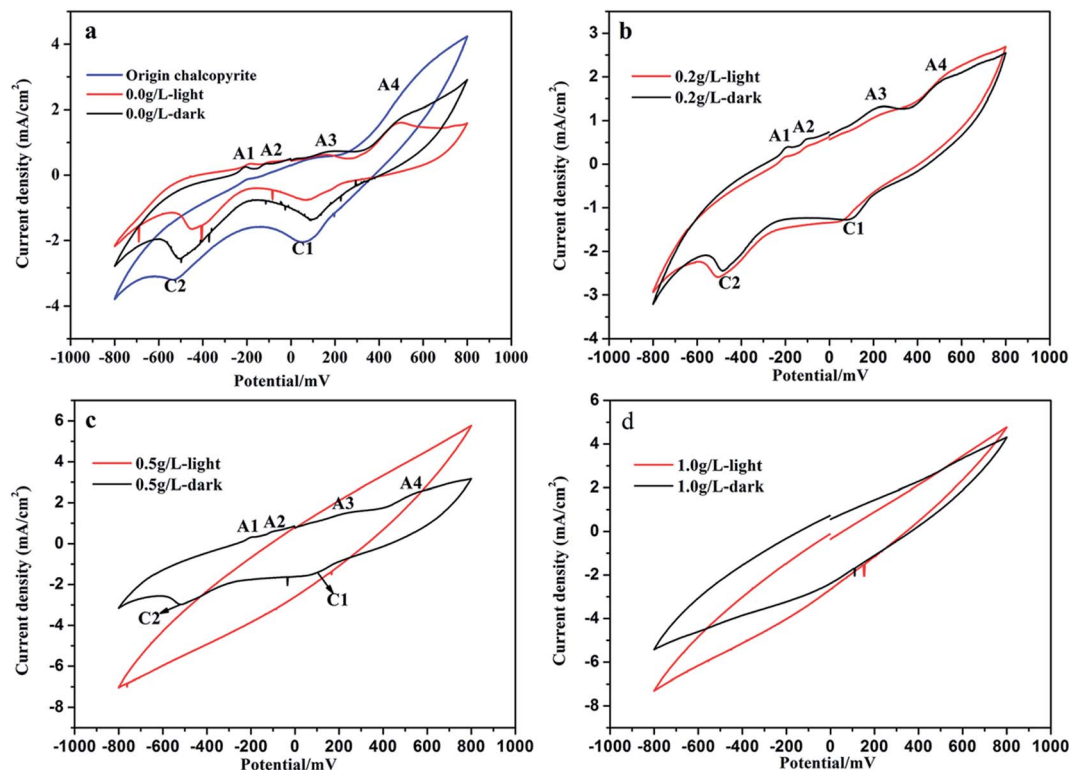 a
Origin chalcopyrite
0.0g/L-light
0.0g/L-dark
A1
A2
A3
A4
C1
C2
4
2
0
-2
-4
-1000 -800 -600 -400 -200 0 200 400 600 800 1000
Potential/mV
Current density (mA/cm²)
b
0.2g/L-light
0.2g/L-dark
A1
A2
A3
A4
C1
C2
4
3
2
1
0
-1
-2
-3
-4
-1000 -800 -600 -400 -200 0 200 400 600 800 1000
Potential/mV
Current density (mA/cm²)
c
0.5g/L-light
0.5g/L-dark
A1
A2
A3
A4
C1
C2
6
4
2
0
-2
-4
-6
-8
-1000 -800 -600 -400 -200 0 200 400 600 800 1000
Potential/mV
Current density (mA/cm²)
d
1.0g/L-light
1.0g/L-dark
6
4
2
0
-2
-4
-6
-8
-1000 -800 -600 -400 -200 0 200 400 600 800 1000
Potential/mV
Current density (mA/cm²)